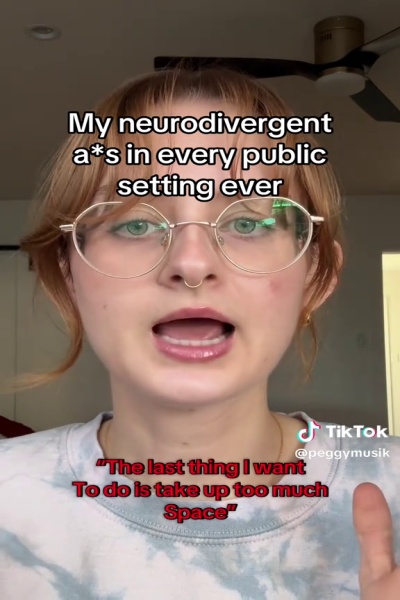 My neurodivergent
a*s in every public
setting ever
TikTok
@peggymusik
"The last thing I want
To do is take up too much
Space"